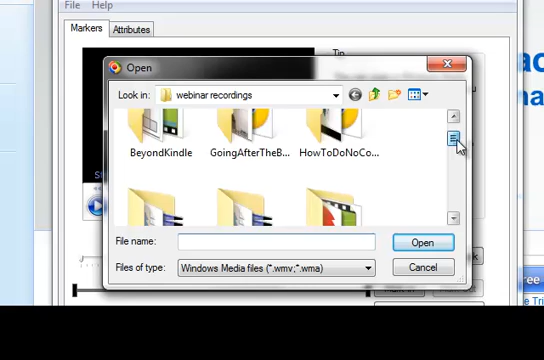 File Help
Markers Attributes
Tip
Open
Look in: webinar recordings
BeyondKindle GoingAfterTheB... HowToDoNoCo...
File name: Open
Files of type: Windows Media files (*.wmv;*.wma) Cancel